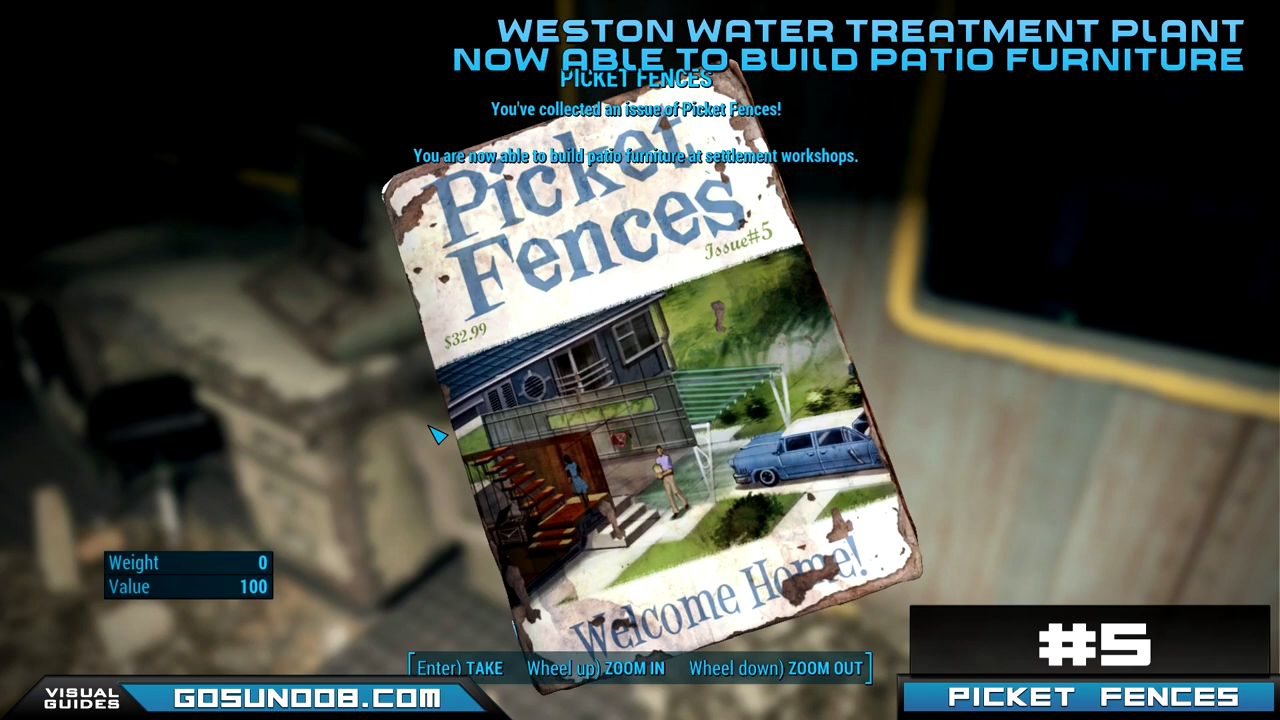 WESTON WATER TREATMENT PLANT
NOW ABLE TO BUILD PATIO FURNITURE
PICKET FENCES
You've collected an issue of Picket Fences!
You are now able to build patio furniture at settlement workshops.
Picket
Fences
Issue#5
$32.99
Welcome Home!
Weight 0
Value 100
Enter) TAKE Wheel up) ZOOM IN Wheel down) ZOOM OUT
#5
PICKET FENCES
VISUAL
GUIDES
GOSUNOOB.COM